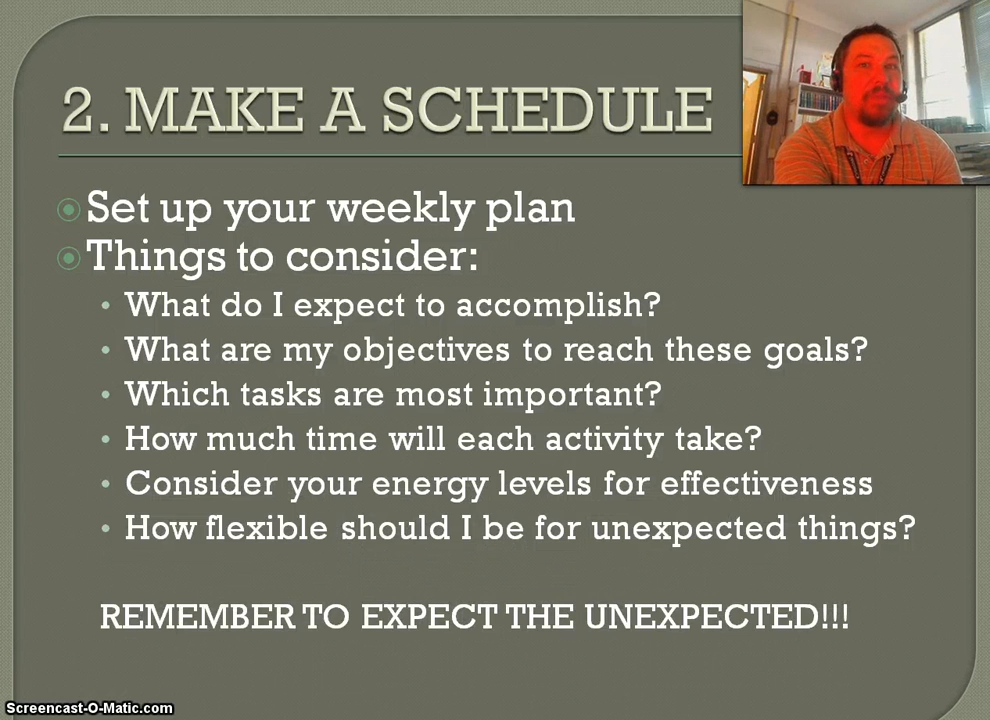 2. MAKE A SCHEDULE
Set up your weekly plan
Things to consider:
What do I expect to accomplish?
What are my objectives to reach these goals?
Which tasks are most important?
How much time will each activity take?
Consider your energy levels for effectiveness
How flexible should I be for unexpected things?
REMEMBER TO EXPECT THE UNEXPECTED!!!
Screencast-O-Matic.com